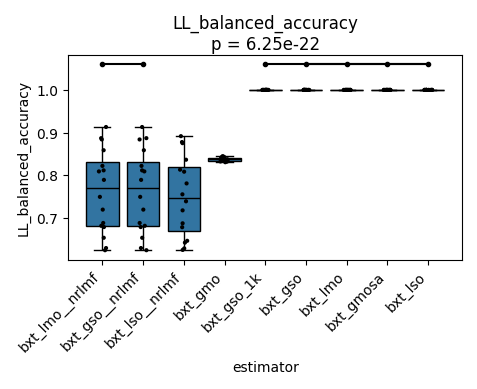 LL_balanced_accuracy
p = 6.25e-22
LL_balanced_accuracy
1.0
0.9
0.8
0.7
bxt_lmo__nrlmf
bxt_gso__nrlmf
bxt_lso__nrlmf
bxt_gmo
bxt_gso_1k
bxt_gso
bxt_lmo
bxt_gmosa
bxt_lso
estimator